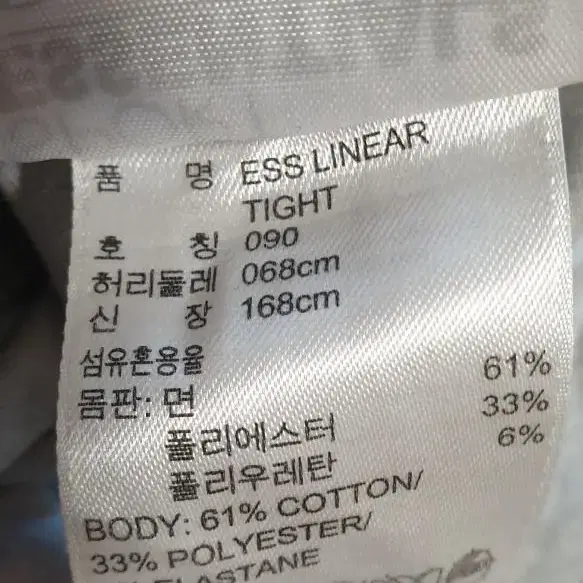 품 명 ESS LINEAR
TIGHT
호 칭 090
허리둘레 068cm
신 장 168cm
섬유혼용율
몸판: 면 61%
폴리에스터 33%
폴리우레탄 6%
BODY: 61% COTTON/
33% POLYESTER/
ELASTANE